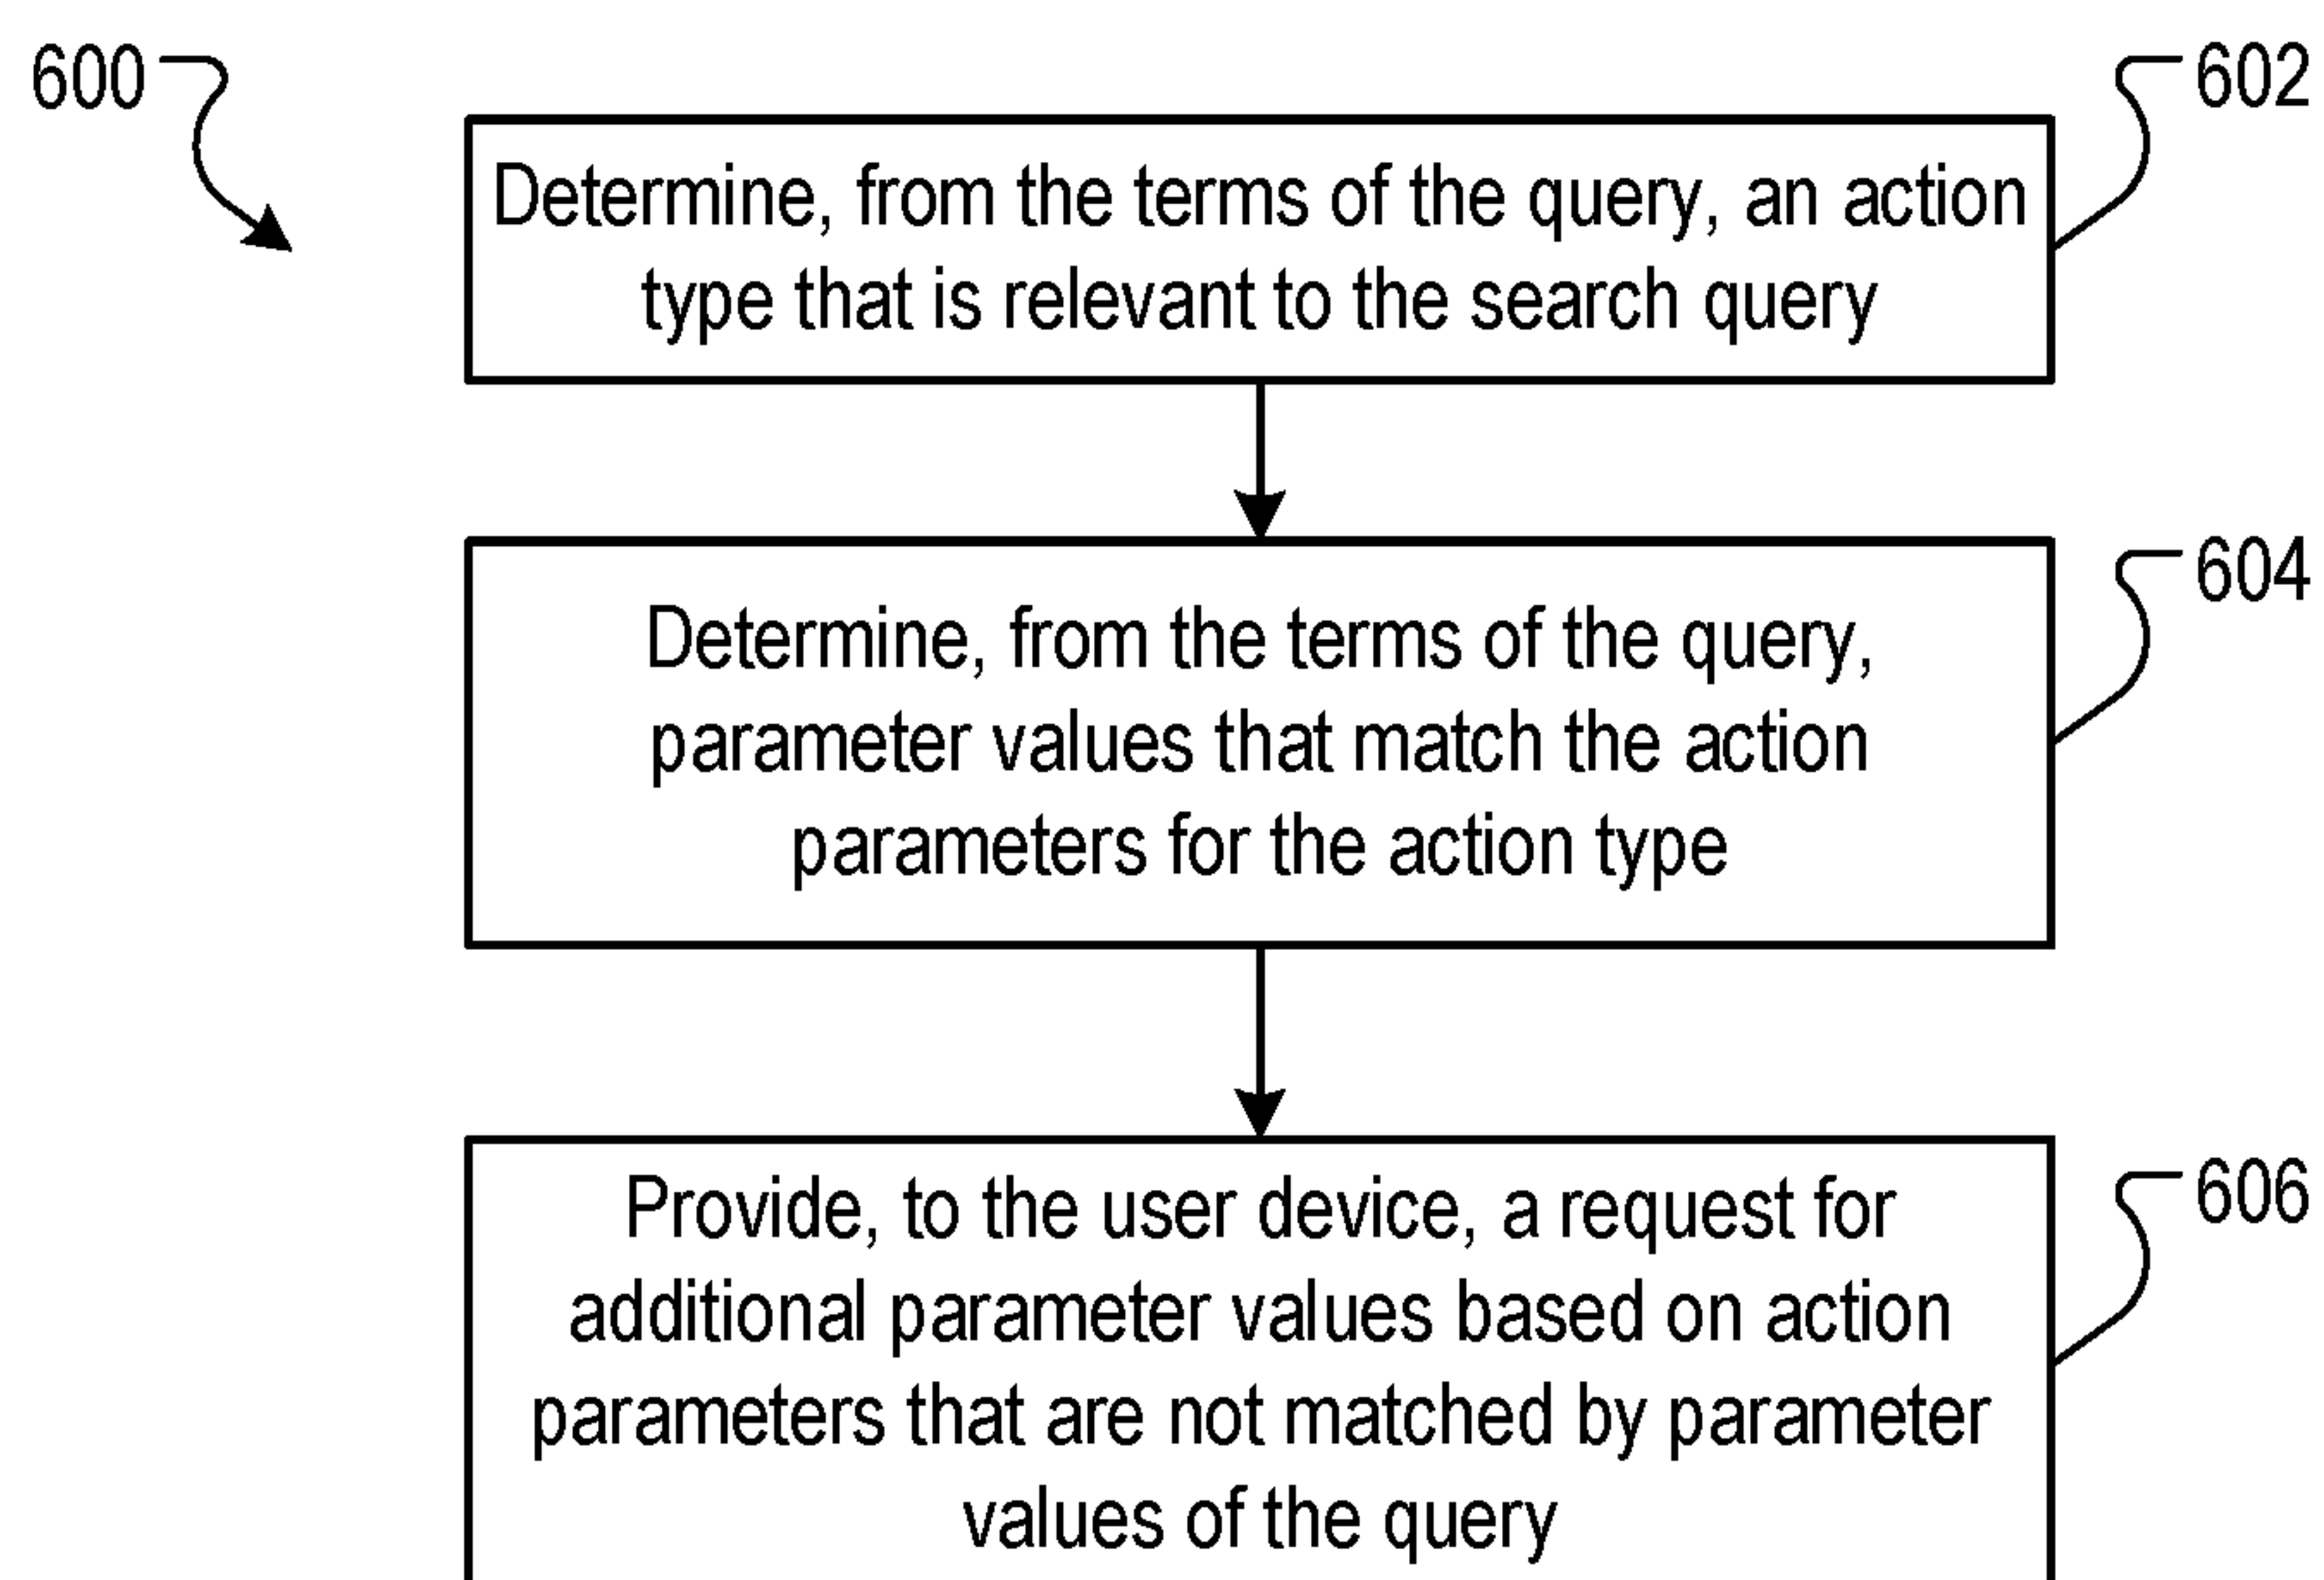 600
602
Determine, from the terms of the query, an action
type that is relevant to the search query
604
Determine, from the terms of the query,
parameter values that match the action
parameters for the action type
606
Provide, to the user device, a request for
additional parameter values based on action
parameters that are not matched by parameter
values of the query